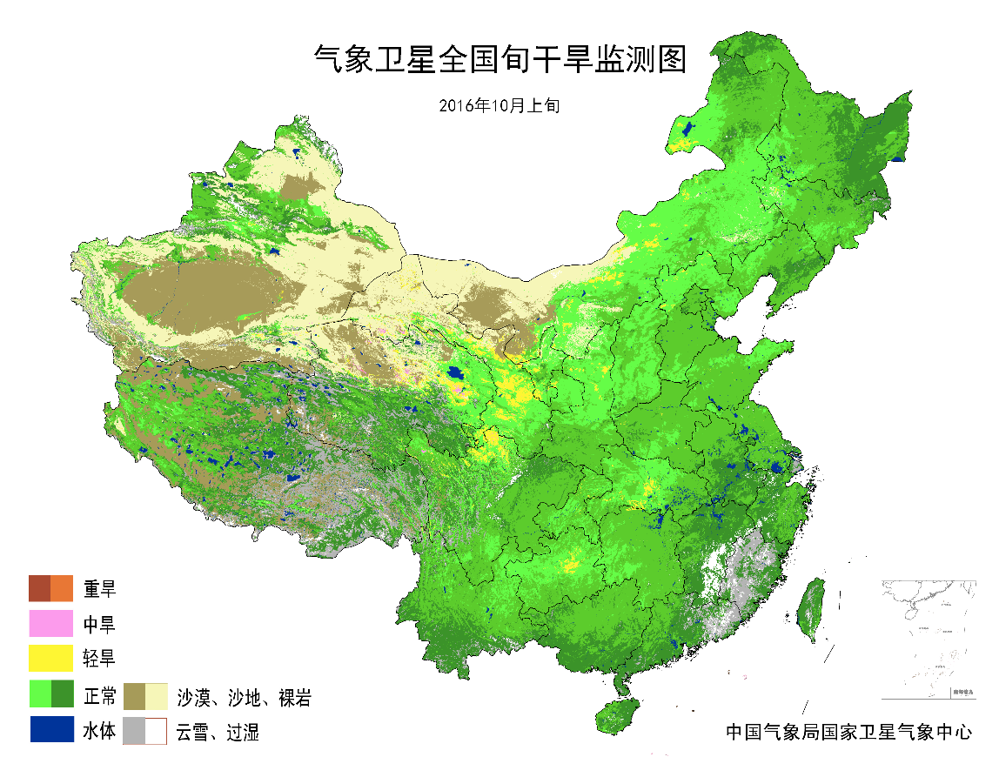 气象卫星全国旬干旱监测图
2016年10月上旬
重旱
中旱
轻旱
正常
沙漠、沙地、裸岩
水体
云雪、过湿
中国气象局国家卫星气象中心